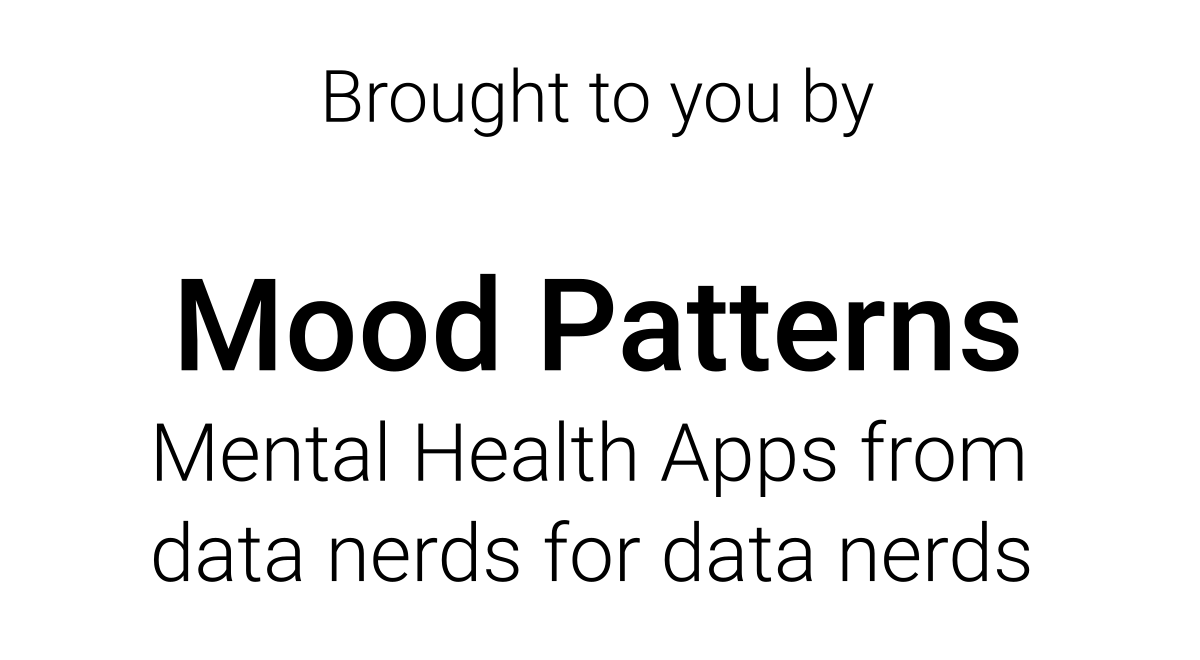 Brought to you by
Mood Patterns
Mental Health Apps from
data nerds for data nerds